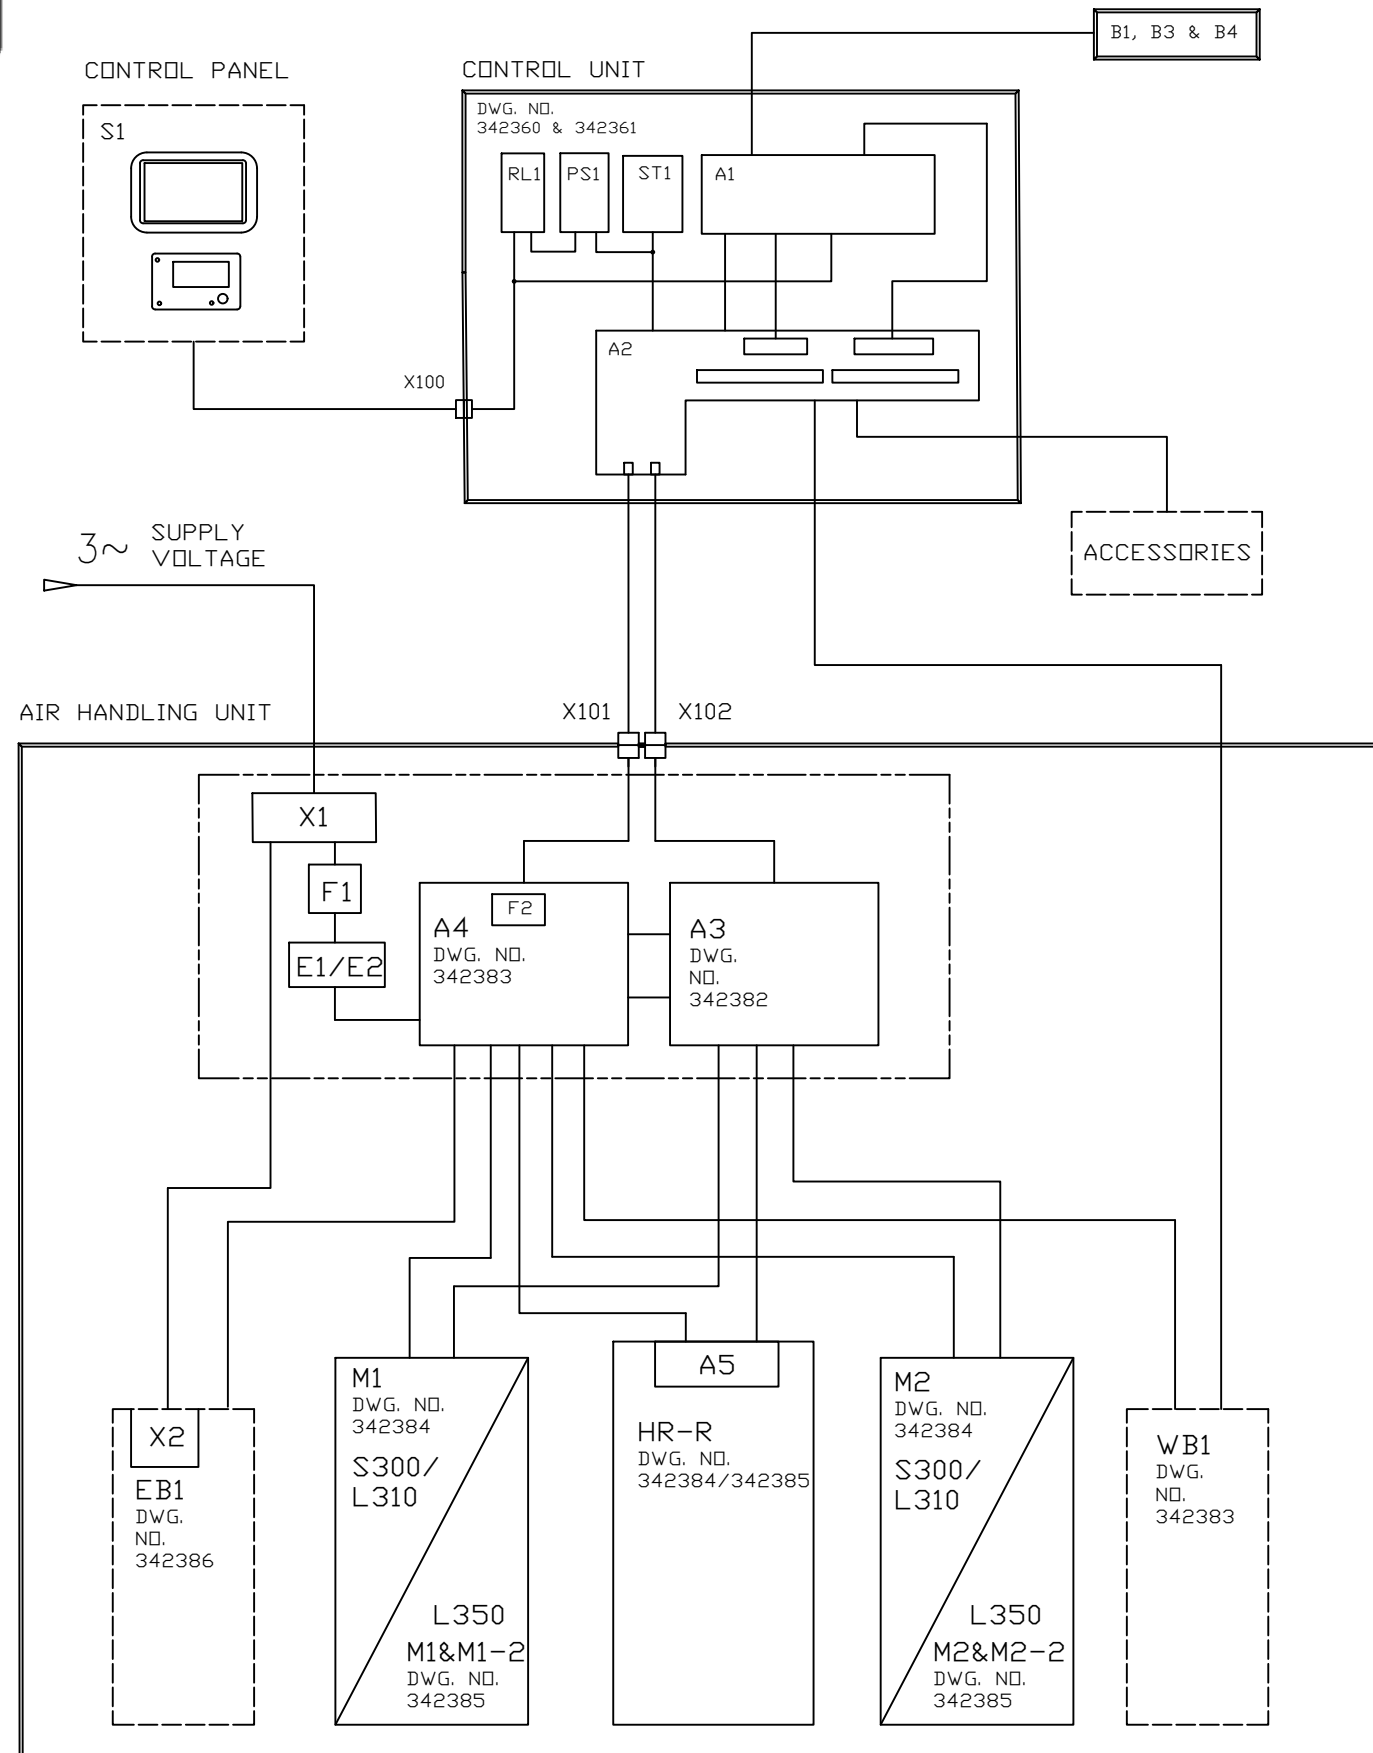 B1, B3 & B4
CONTROL PANEL
CONTROL UNIT
S1
DWG. NO.
342360 & 342361
RL1
PS1
ST1
A1
A2
X100
3~ SUPPLY
VOLTAGE
ACCESSORIES
AIR HANDLING UNIT
X101
X102
X1
F1
E1/E2
F2
A4
DWG. NO.
342383
A3
DWG.
NO.
342382
X2
EB1
DWG.
NO.
342386
M1
DWG. NO.
342384
S300/
L310
L350
M1&M1-2
DWG. NO.
342385
A5
HR-R
DWG. NO.
342384/342385
M2
DWG. NO.
342384
S300/
L310
L350
M2&M2-2
DWG. NO.
342385
WB1
DWG.
NO.
342383